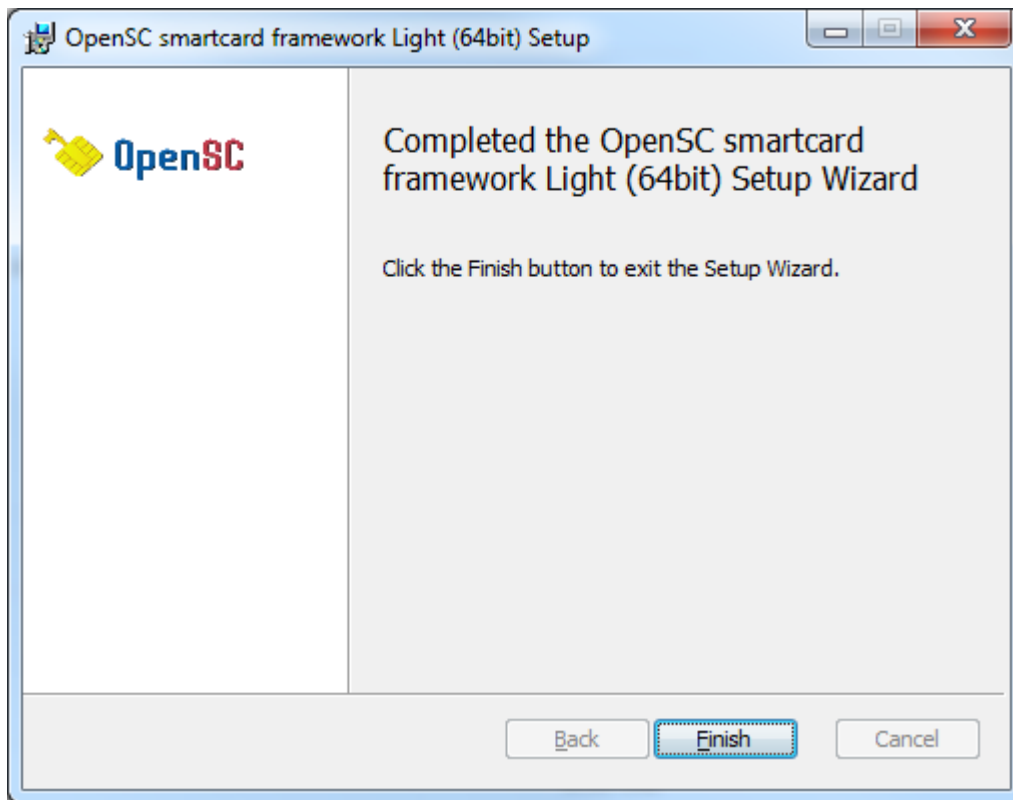 OpenSC smartcard framework Light (64bit) Setup
OpenSC
Completed the OpenSC smartcard
framework Light (64bit) Setup Wizard
Click the Finish button to exit the Setup Wizard.
Back
Finish
Cancel